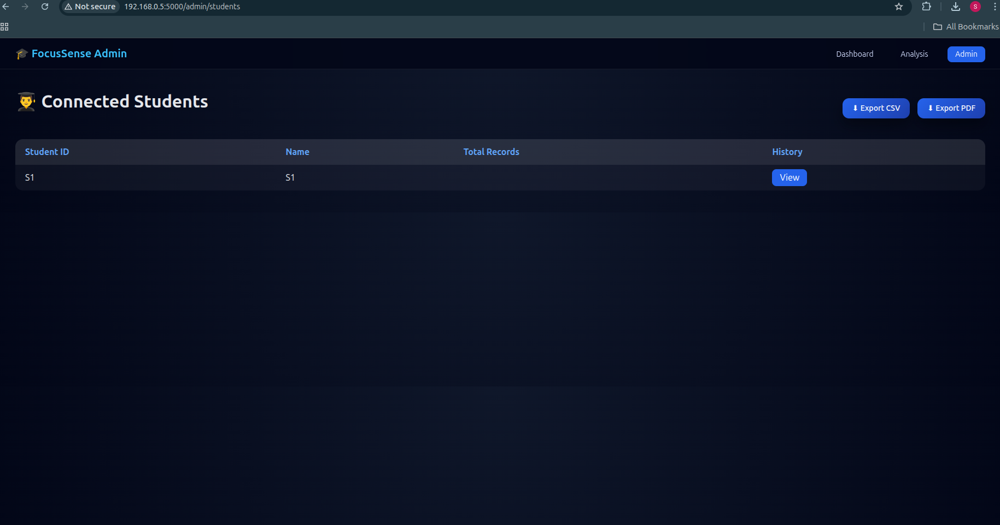 Not secure 192.168.0.5:5000/admin/students S
All Bookmarks
🎓 FocusSense Admin Dashboard Analysis Admin
👨‍🎓 Connected Students
⬇ Export CSV ⬇ Export PDF
Student ID Name Total Records History
S1 S1 View